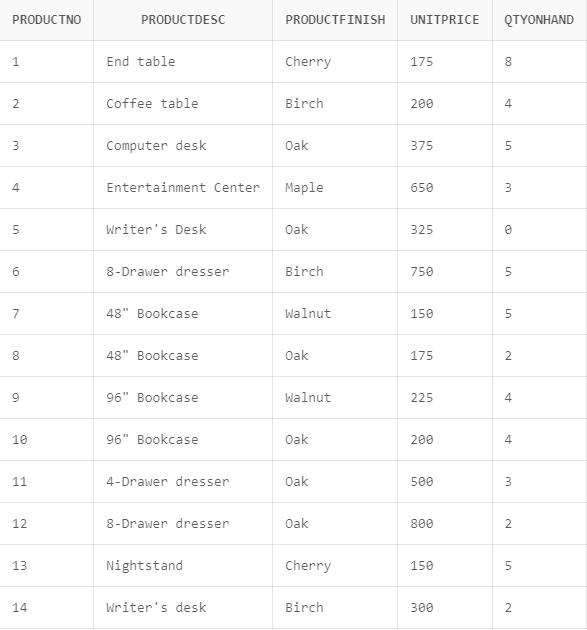 PRODUCTNO PRODUCTDESC PRODUCTFINISH UNITPRICE QTYONHAND
1 End table Cherry 175 8
2 Coffee table Birch 200 4
3 Computer desk Oak 375 5
4 Entertainment Center Maple 650 3
5 Writer's Desk Oak 325 0
6 8-Drawer dresser Birch 750 5
7 48" Bookcase Walnut 150 5
8 48" Bookcase Oak 175 2
9 96" Bookcase Walnut 225 4
10 96" Bookcase Oak 200 4
11 4-Drawer dresser Oak 500 3
12 8-Drawer dresser Oak 800 2
13 Nightstand Cherry 150 5
14 Writer's desk Birch 300 2